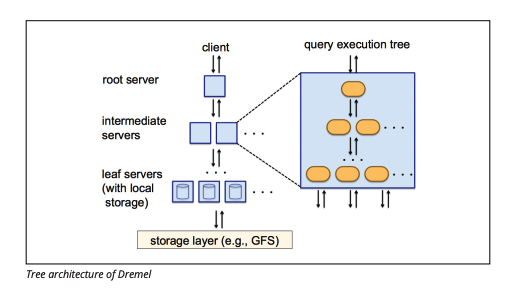 client
query execution tree
root server
intermediate
servers
. . .
. . .
. . .
leaf servers
(with local
storage)
. . .
. . .
. . .
storage layer (e.g., GFS)
Tree architecture of Dremel